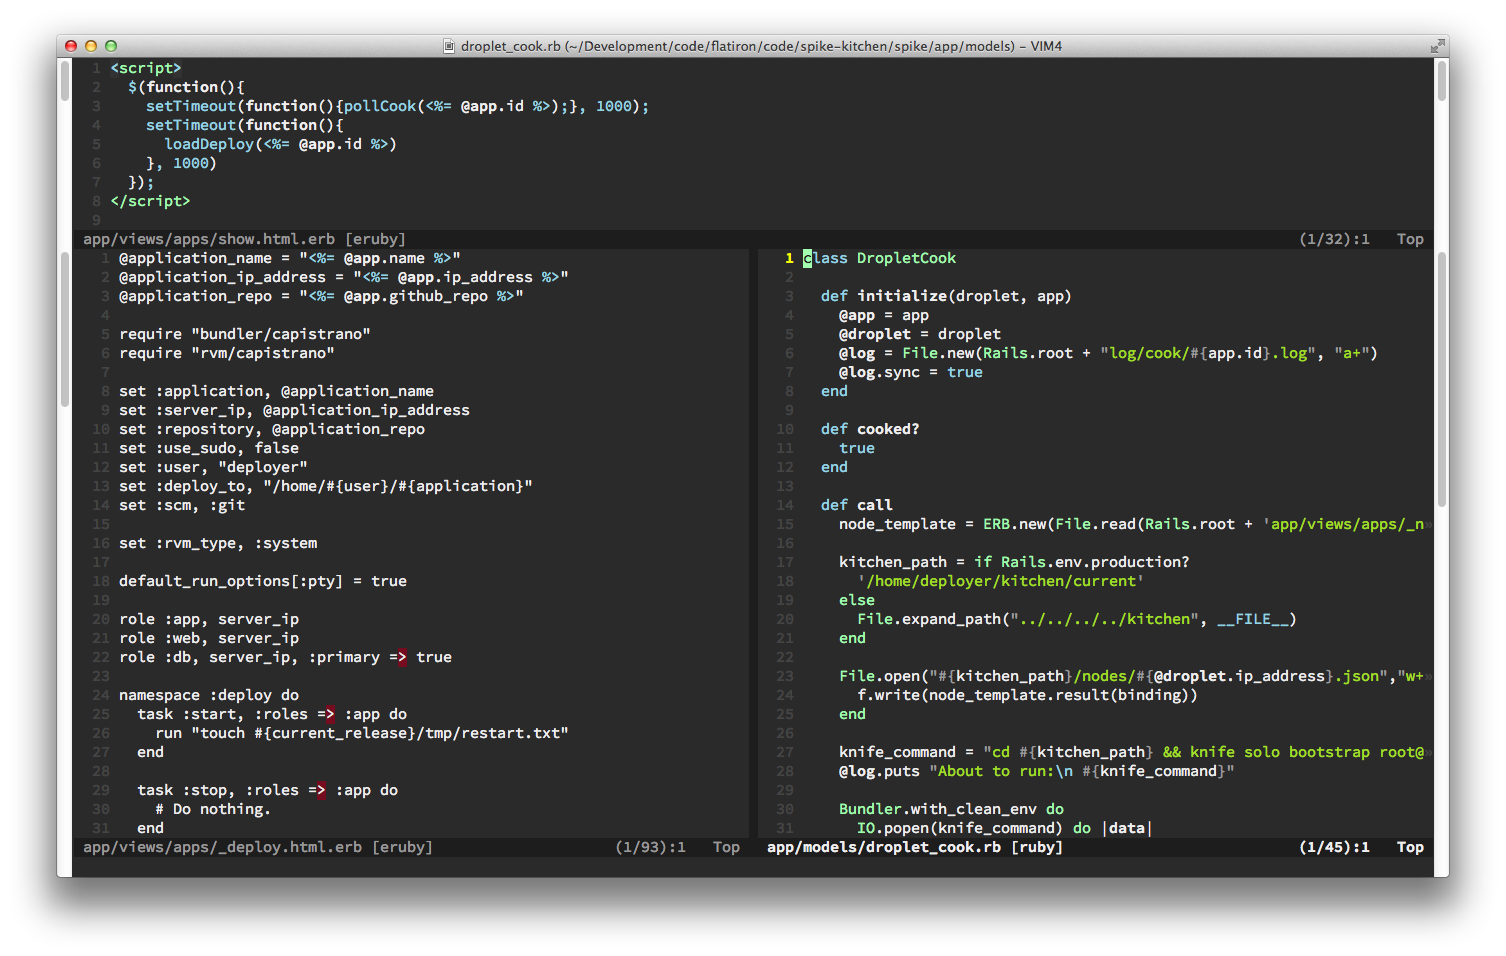 droplet_cook.rb (~/Development/code/flatiron/code/spike-kitchen/spike/app/models) – VIM4
1 <script>
2   $(function(){
3     setTimeout(function(){pollCook(<%= @app.id %>);}, 1000);
4     setTimeout(function(){
5       loadDeploy(<%= @app.id %>)
6     }, 1000)
7   });
8 </script>
9
app/views/apps/show.html.erb [eruby] (1/32):1 Top
1 @application_name = "<%= @app.name %>"
2 @application_ip_address = "<%= @app.ip_address %>"
3 @application_repo = "<%= @app.github_repo %>"
4
5 require "bundler/capistrano"
6 require "rvm/capistrano"
7
8 set :application, @application_name
9 set :server_ip, @application_ip_address
10 set :repository, @application_repo
11 set :use_sudo, false
12 set :user, "deployer"
13 set :deploy_to, "/home/#{user}/#{application}"
14 set :scm, :git
15
16 set :rvm_type, :system
17
18 default_run_options[:pty] = true
19
20 role :app, server_ip
21 role :web, server_ip
22 role :db, server_ip, :primary => true
23
24 namespace :deploy do
25   task :start, :roles => :app do
26     run "touch #{current_release}/tmp/restart.txt"
27   end
28
29   task :stop, :roles => :app do
30     # Do nothing.
31   end
app/views/apps/_deploy.html.erb [eruby] (1/93):1 Top
1 class DropletCook
2
3   def initialize(droplet, app)
4     @app = app
5     @droplet = droplet
6     @log = File.new(Rails.root + "log/cook/#{app.id}.log", "a+")
7     @log.sync = true
8   end
9
10   def cooked?
11     true
12   end
13
14   def call
15     node_template = ERB.new(File.read(Rails.root + 'app/views/apps/_n»
16
17     kitchen_path = if Rails.env.production?
18       '/home/deployer/kitchen/current'
19     else
20       File.expand_path("../../../../kitchen", __FILE__)
21     end
22
23     File.open("#{kitchen_path}/nodes/#{@droplet.ip_address}.json","w+»
24       f.write(node_template.result(binding))
25     end
26
27     knife_command = "cd #{kitchen_path} && knife solo bootstrap root@»
28     @log.puts "About to run:\n #{knife_command}"
29
30     Bundler.with_clean_env do
31       IO.popen(knife_command) do |data|
app/models/droplet_cook.rb [ruby] (1/45):1 Top